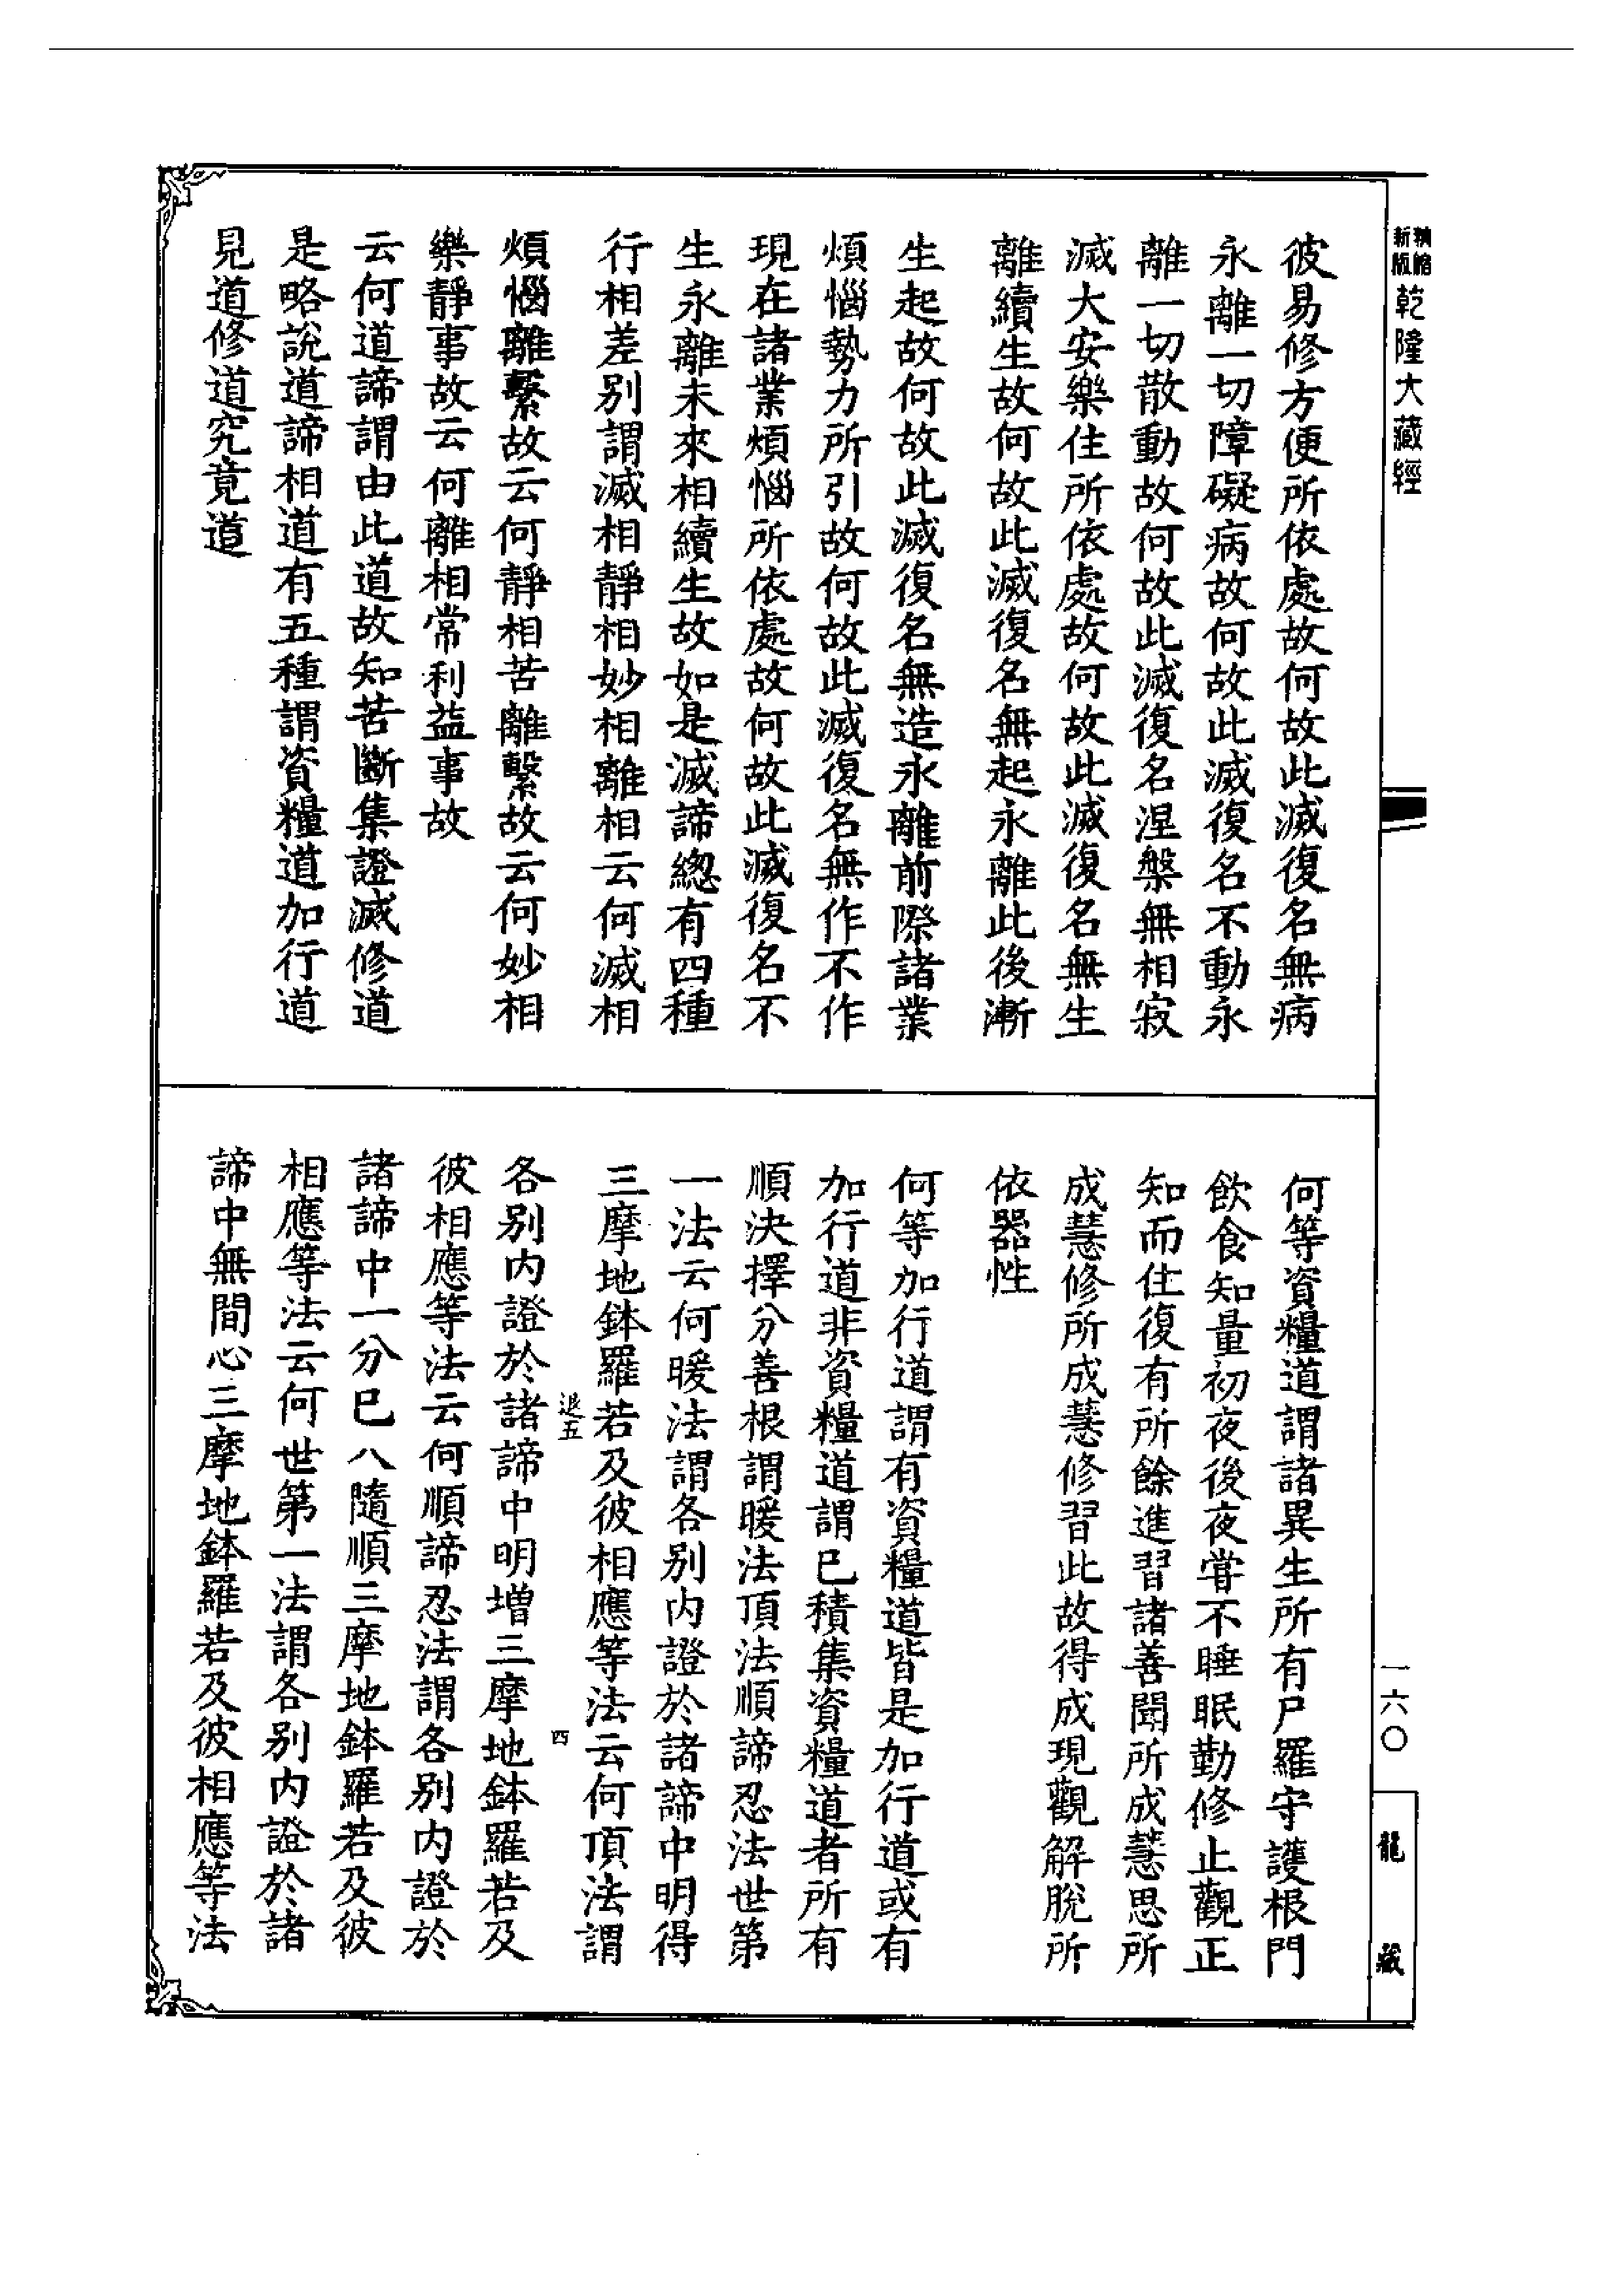 新版精縮乾隆大藏經
彼易修方便所依處故何故此滅復名無病
永離一切障礙病故何故此滅復名不動永
離一切散動故何故此滅復名涅槃無相寂
滅大安樂住所依處故何故此滅復名無生
離續生故何故此滅復名無起永離此後漸
生起故何故此滅復名無造永離前際諸業
煩惱勢力所引故何故此滅復名無作不作
現在諸業煩惱所依處故何故此滅復名不
生永離未來相續生故如是滅諦緫有四種
行相差別謂滅相靜相妙相離相云何滅相
煩惱離繫故云何靜相苦離繫故云何妙相
樂靜事故云何離相常利益事故
云何道諦謂由此道故知苦斷集證滅修道
是略說道諦相道有五種謂資糧道加行道
見道修道究竟道
何等資糧道謂諸異生所有尸羅守護根門
飲食知量初夜後夜甞不睡眠勤修止觀正
知而住復有所餘進習諸善聞所成慧思所
成慧修所成慧修習此故得成現觀解脫所
依器性
何等加行道謂有資糧道皆是加行道或有
加行道非資糧道謂已積集資糧道者所有
順決擇分善根謂暖法頂法順諦忍法世第
一法云何暖法謂各別內證於諸諦中明得
三摩地鉢羅若及彼相應等法云何頂法謂
退五
四
各別內證於諸諦中明增三摩地鉢羅若及
彼相應等法云何順諦忍法謂各別內證於
諸諦中一分已入隨順三摩地鉢羅若及彼
相應等法云何世第一法謂各別內證於諸
諦中無間心三摩地鉢羅若及彼相應等法
一六〇
龍藏